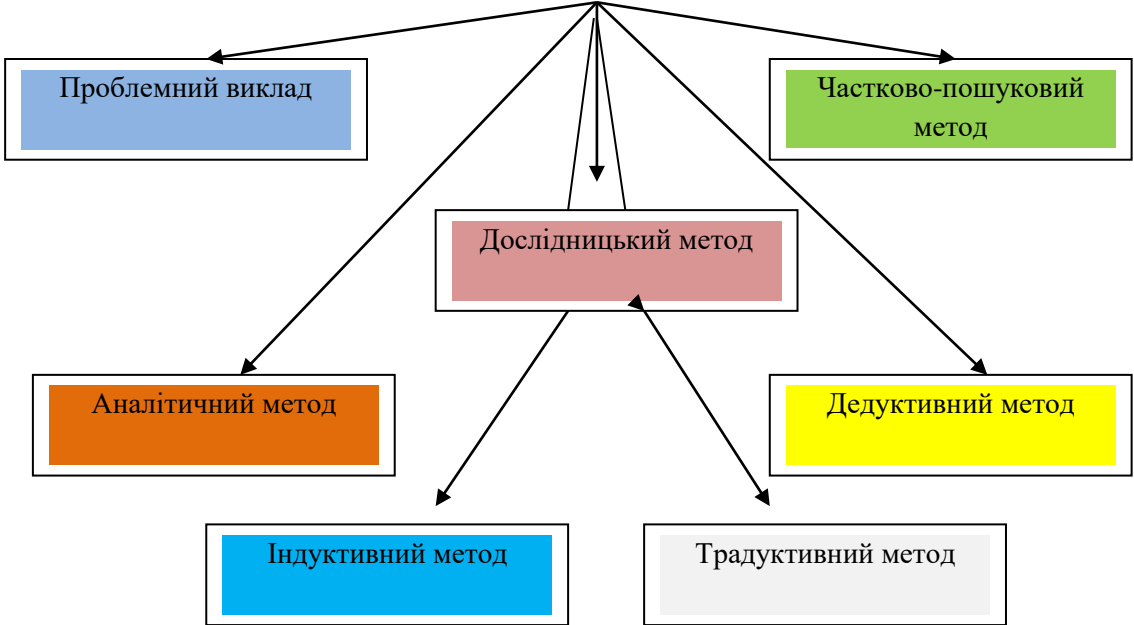 Проблемний виклад
Частково-пошуковий
метод
Дослідницький метод
Аналітичний метод
Дедуктивний метод
Індуктивний метод
Традуктивний метод